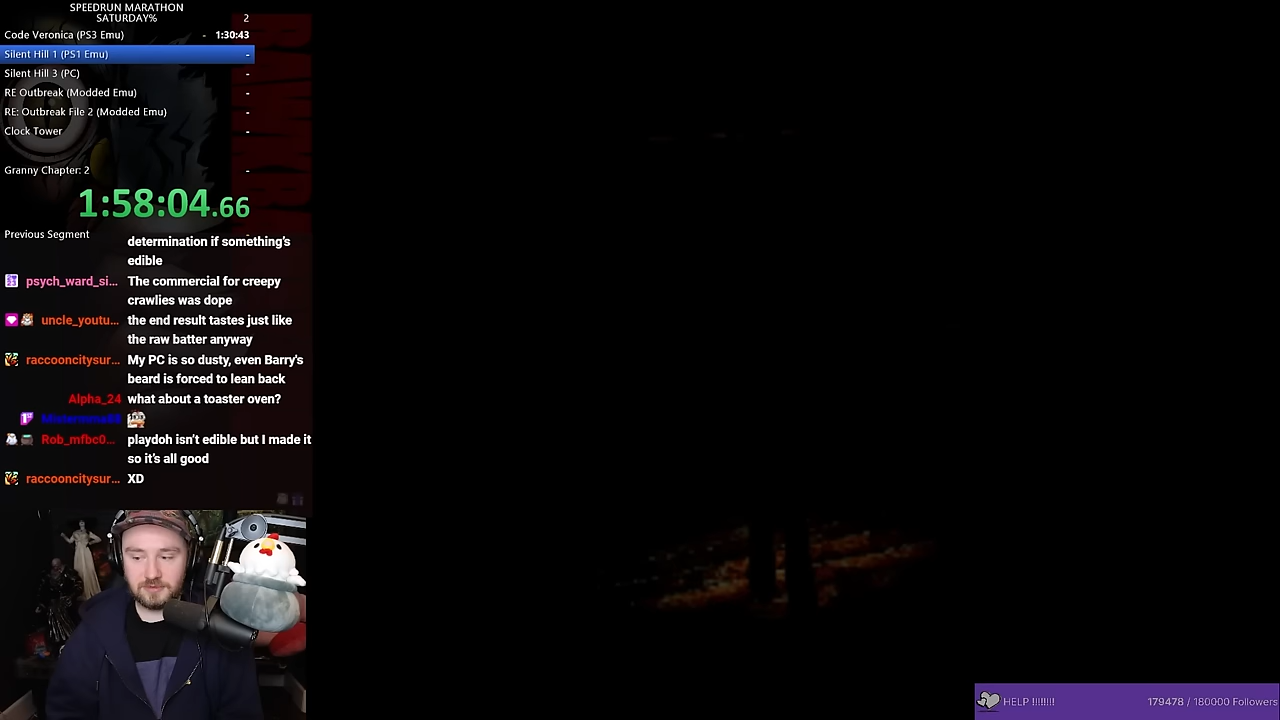 SPEEDRUN MARATHON
SATURDAY% 2
Code Veronica (PS3 Emu) - 1:30:43
Silent Hill 1 (PS1 Emu) -
Silent Hill 3 (PC) -
RE Outbreak (Modded Emu) -
RE: Outbreak File 2 (Modded Emu) -
Clock Tower -
Granny Chapter: 2 -
1:58:04.66
Previous Segment -
determination if something's
edible
psych_ward_si... The commercial for creepy
crawlies was dope
uncle_youtu... the end result tastes just like
the raw batter anyway
raccooncitysur... My PC is so dusty, even Barry's
beard is forced to lean back
Alpha_24 what about a toaster oven?
Rob_mfbc0... playdoh isn't edible but I made it
so it's all good
raccooncitysur... XD
HELP !!!!!!!! 179478 / 180000 Followers